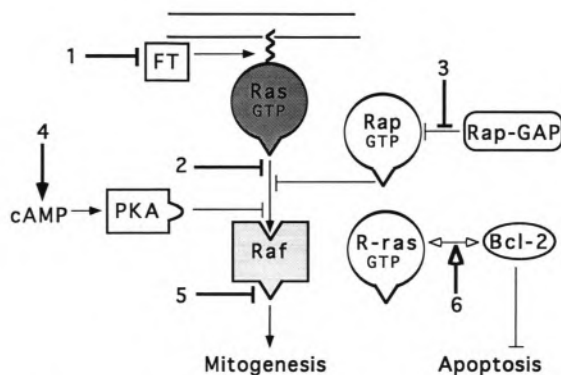 1
FT
Ras
GTP
3
Rap
GTP
Rap-GAP
4
2
cAMP
PKA
Raf
R-ras
GTP
Bcl-2
5
6
Mitogenesis
Apoptosis